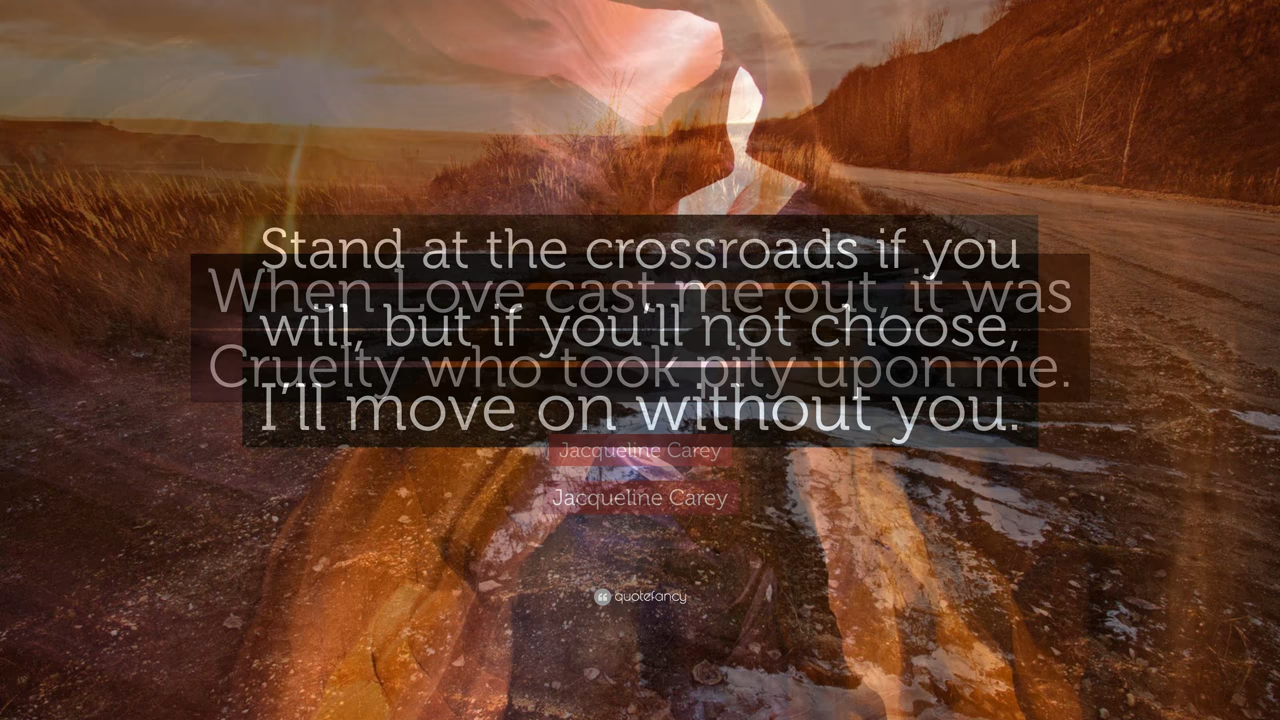 Stand at the crossroads if you
When Love cast me out, it was
will, but if you'll not choose,
Cruelty who took pity upon me.
I'll move on without you.
Jacqueline Carey
Jacqueline Carey
quotefancy